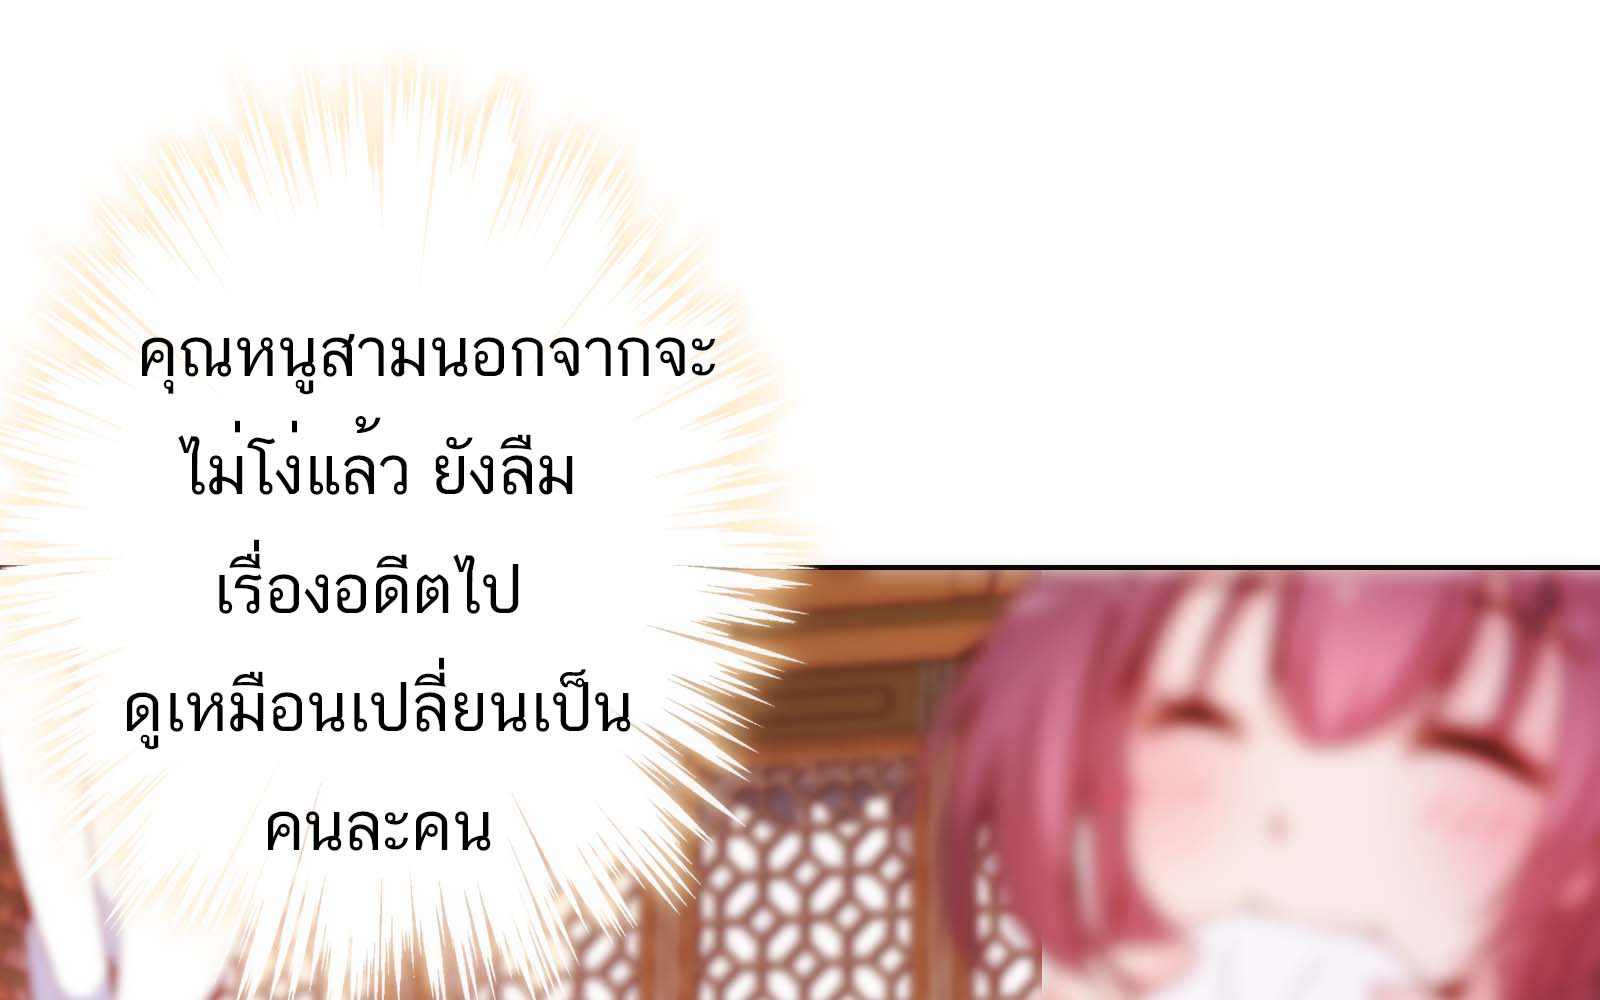 คุณหนูสามนอกจากจะ
ไม่โง่แล้ว ยังลืม
เรื่องอดีตไป
ดูเหมือนเปลี่ยนเป็น
คนละคน